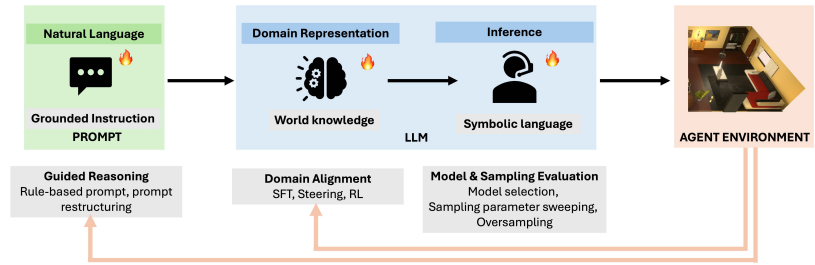 Natural Language
Grounded Instruction
PROMPT
Domain Representation
World knowledge
Inference
Symbolic language
LLM
AGENT ENVIRONMENT
Guided Reasoning
Rule-based prompt, prompt
restructuring
Domain Alignment
SFT, Steering, RL
Model & Sampling Evaluation
Model selection,
Sampling parameter sweeping,
Oversampling